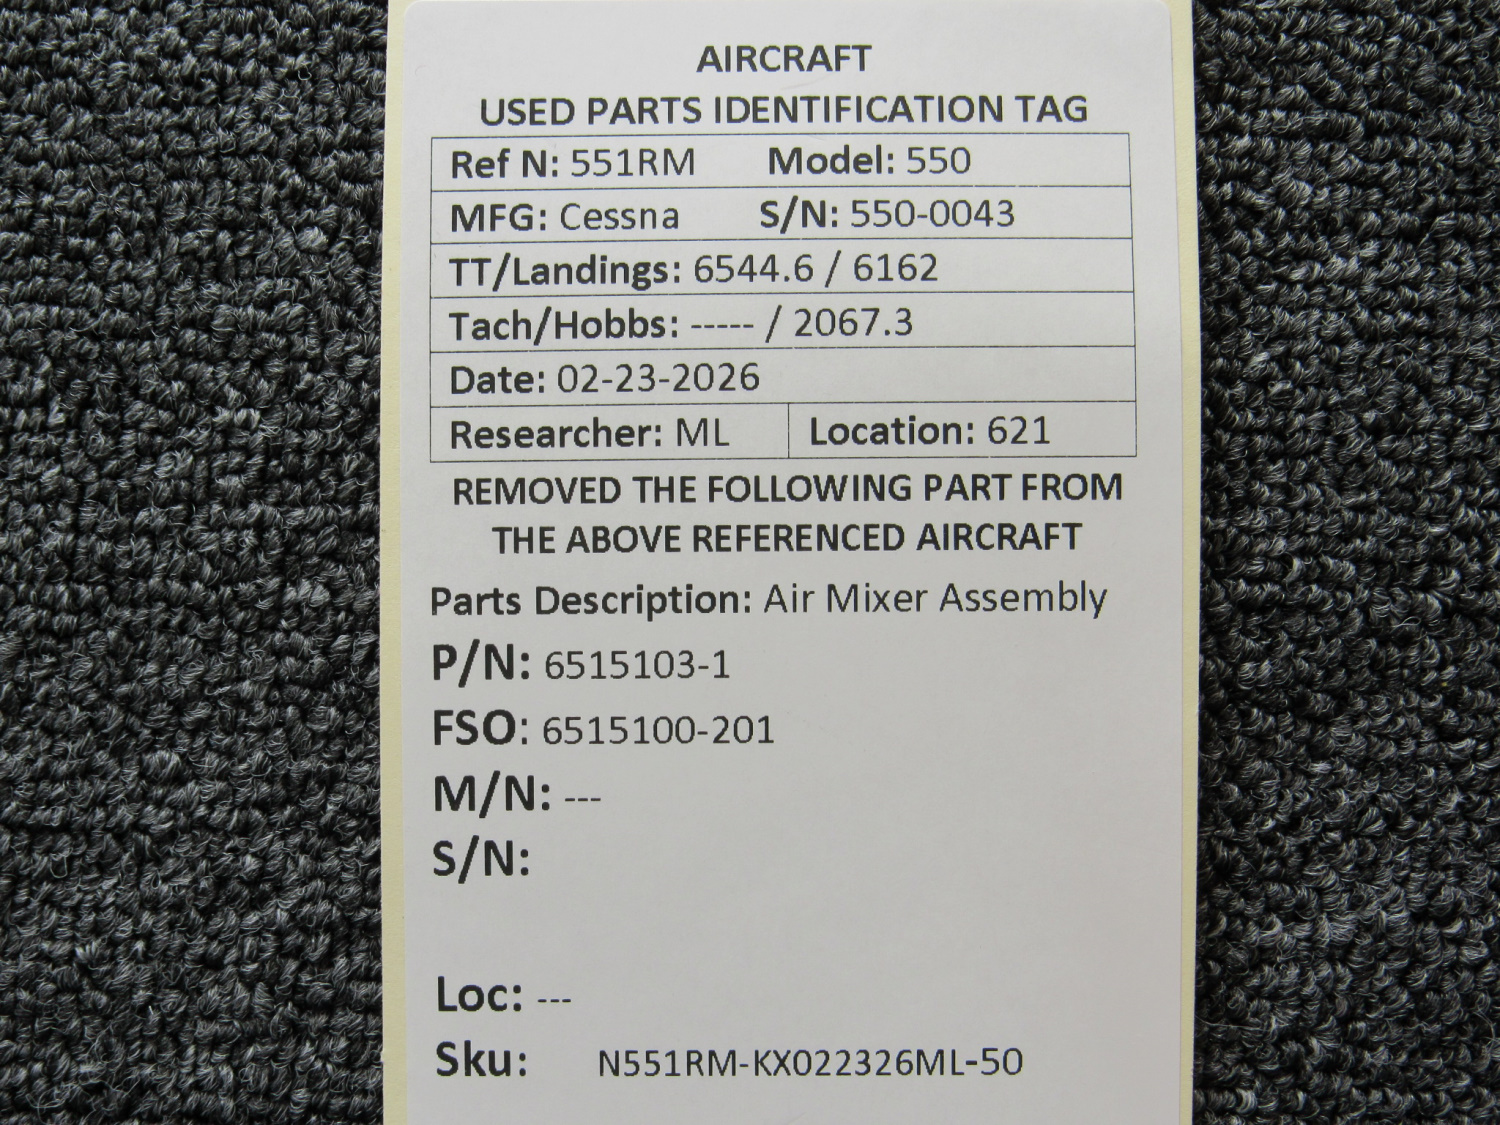 AIRCRAFT
USED PARTS IDENTIFICATION TAG
Ref N: 551RM Model: 550
MFG: Cessna S/N: 550-0043
TT/Landings: 6544.6 / 6162
Tach/Hobbs: ----- / 2067.3
Date: 02-23-2026
Researcher: ML Location: 621
REMOVED THE FOLLOWING PART FROM
THE ABOVE REFERENCED AIRCRAFT
Parts Description: Air Mixer Assembly
P/N: 6515103-1
FSO: 6515100-201
M/N: ---
S/N:
Loc: ---
Sku: N551RM-KX022326ML-50